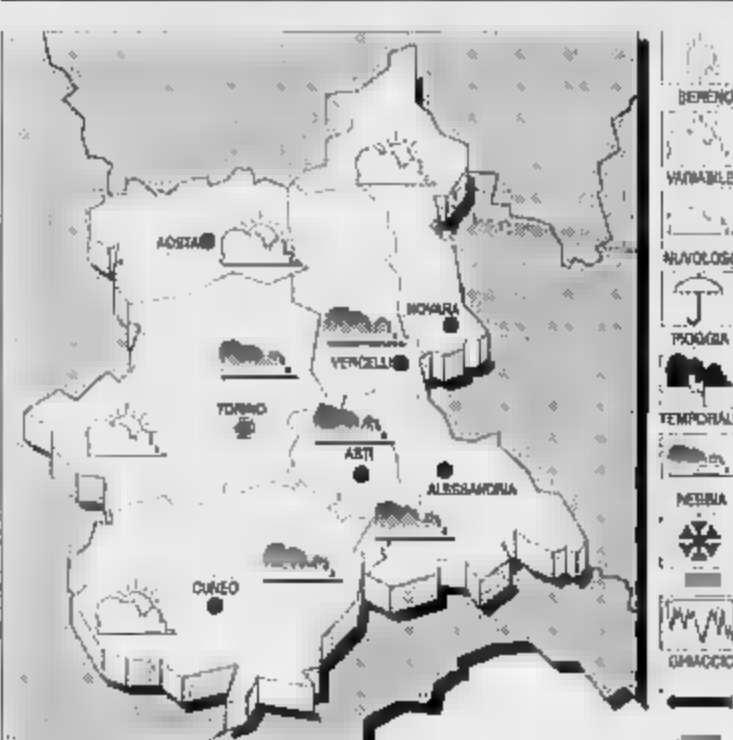 AOSTA
NOVARA
VERCELLI
TORINO
ASTI
ALESSANDRIA
CUNEO
SERENO
VARIABILE
NUVOLOSO
PIOGGIA
TEMPORALE
NEBBIA
GHIACCIO